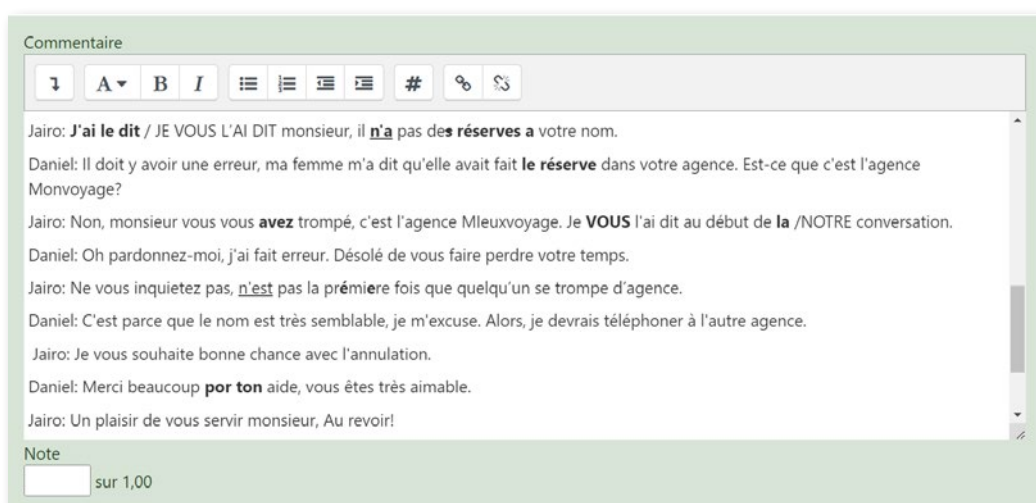 Commentaire
A B I #
Jairo: J'ai le dit / JE VOUS L'AI DIT monsieur, il n'a pas des réserves a votre nom.
Daniel: Il doit y avoir une erreur, ma femme m'a dit qu'elle avait fait le réserve dans votre agence. Est-ce que c'est l'agence
Monvoyage?
Jairo: Non, monsieur vous vous avez trompé, c'est l'agence MIeuxvoyage. Je VOUS l'ai dit au début de la /NOTRE conversation.
Daniel: Oh pardonnez-moi, j'ai fait erreur. Désolé de vous faire perdre votre temps.
Jairo: Ne vous inquietez pas, n'est pas la prémiere fois que quelqu'un se trompe d'agence.
Daniel: C'est parce que le nom est très semblable, je m'excuse. Alors, je devrais téléphoner à l'autre agence.
Jairo: Je vous souhaite bonne chance avec l'annulation.
Daniel: Merci beaucoup por ton aide, vous êtes très aimable.
Jairo: Un plaisir de vous servir monsieur, Au revoir!
Note
sur 1,00